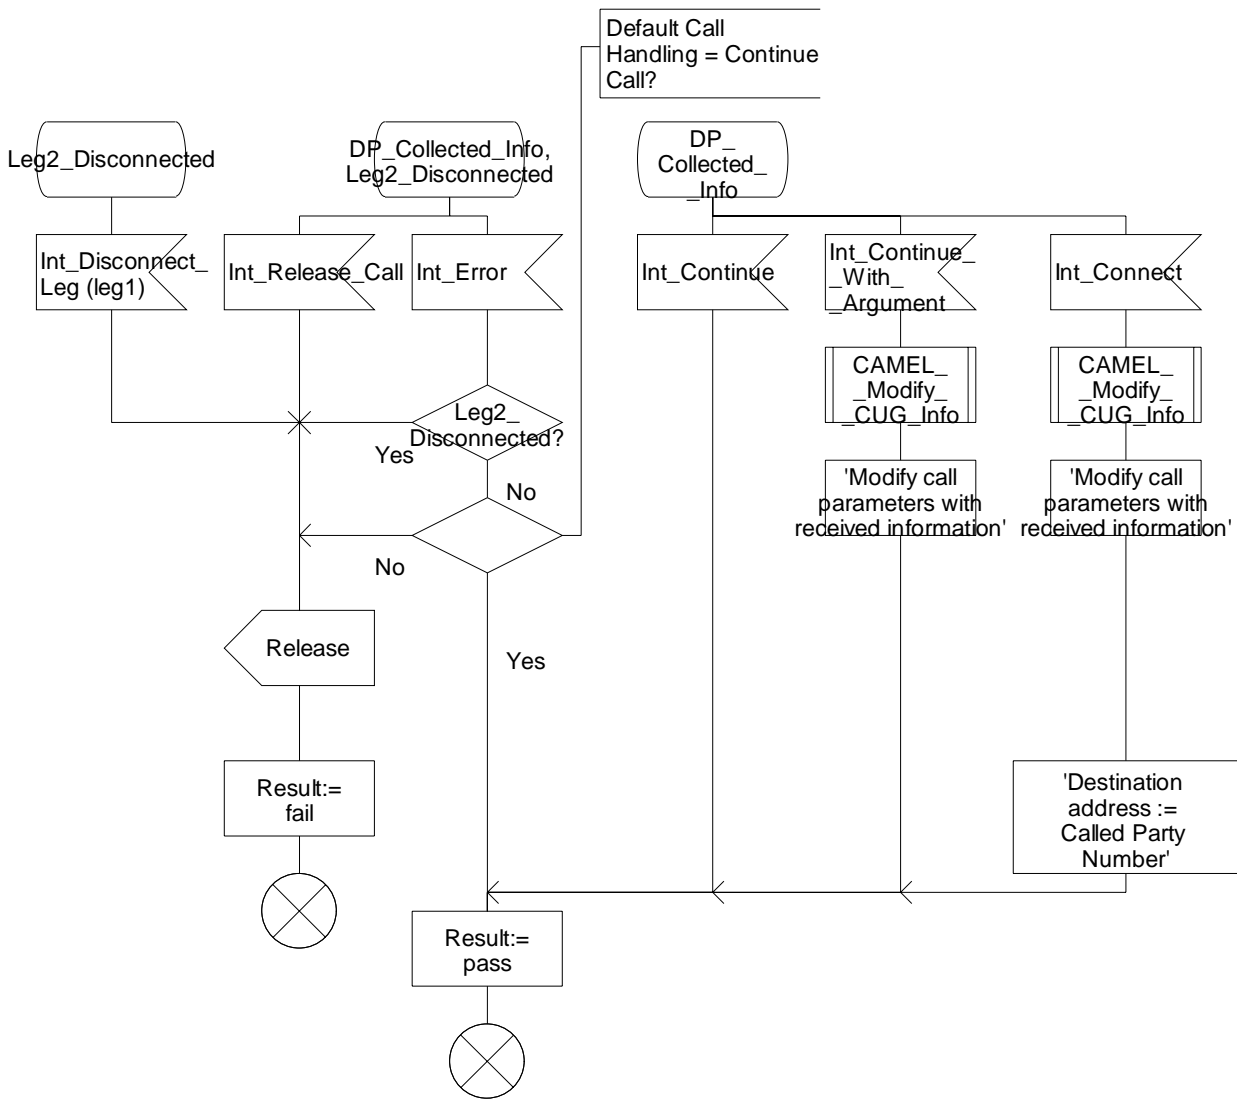 Default Call
Handling = Continue
Call?
Leg2_Disconnected
DP_Collected_Info,
Leg2_Disconnected
DP_
Collected_
_Info
Int_Disconnect_
Leg (leg1)
Int_Release_Call
Int_Error
Int_Continue
Int_Continue_
_With_
_Argument
Int_Connect
CAMEL_
_Modify_
_CUG_Info
CAMEL_
_Modify_
_CUG_Info
Leg2_
Disconnected?
Yes
No
'Modify call
parameters with
received information'
'Modify call
parameters with
received information'
No
Release
Yes
Result:=
fail
'Destination
address :=
Called Party
Number'
Result:=
pass